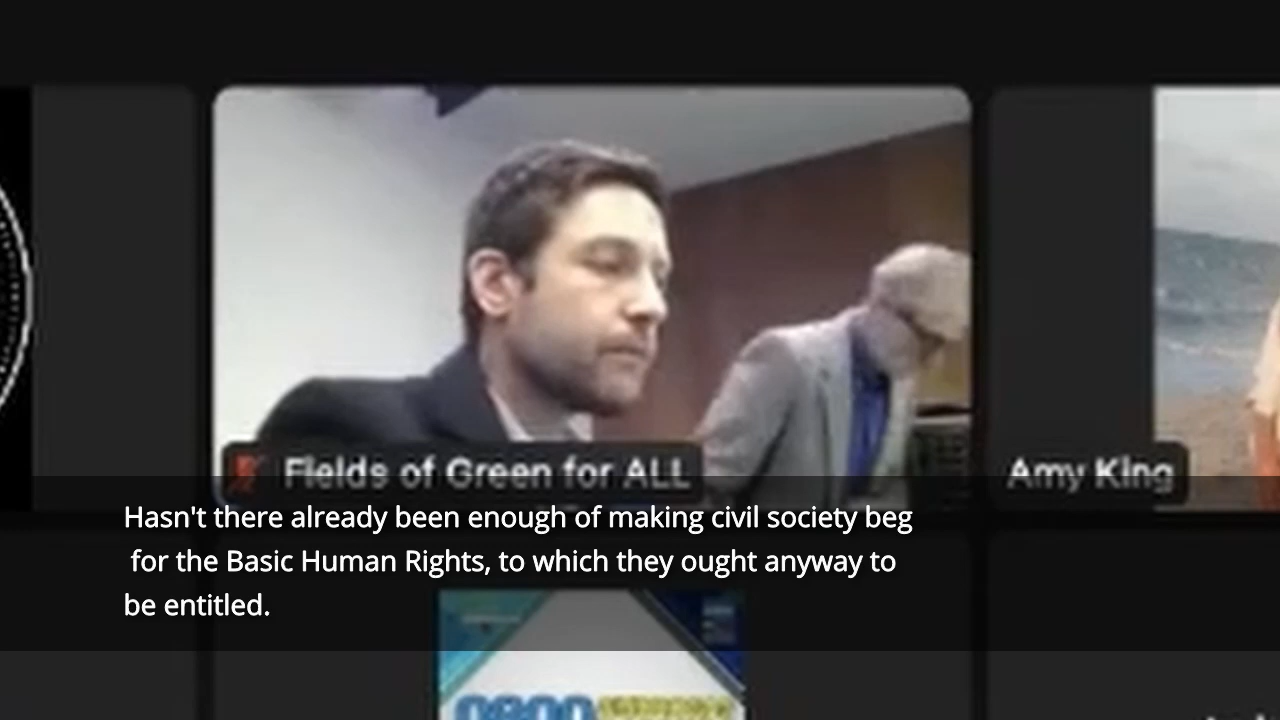 Fields of Green for ALL
Amy King
Hasn't there already been enough of making civil society beg
for the Basic Human Rights, to which they ought anyway to
be entitled.